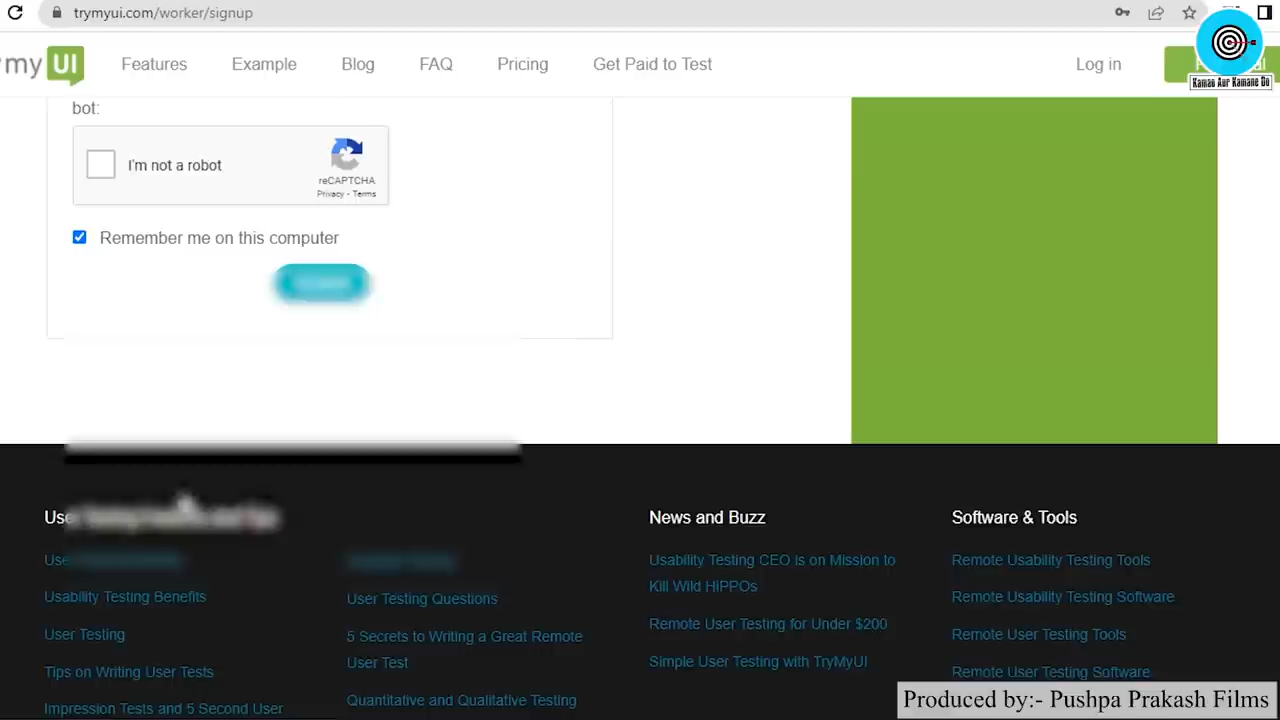 trymyui.com/worker/signup
my UI
Features
Example
Blog
FAQ
Pricing
Get Paid to Test
Log in
Kamao Aur Kamane Do
bot:
I'm not a robot
reCAPTCHA
Privacy - Terms
Remember me on this computer
Use
Use
Usability Testing Benefits
User Testing
Tips on Writing User Tests
Impression Tests and 5 Second User
User Testing Questions
5 Secrets to Writing a Great Remote
User Test
Quantitative and Qualitative Testing
News and Buzz
Usability Testing CEO is on Mission to
Kill Wild HiPPOs
Remote User Testing for Under $200
Simple User Testing with TryMyUI
Software & Tools
Remote Usability Testing Tools
Remote Usability Testing Software
Remote User Testing Tools
Remote User Testing Software
Produced by:- Pushpa Prakash Films